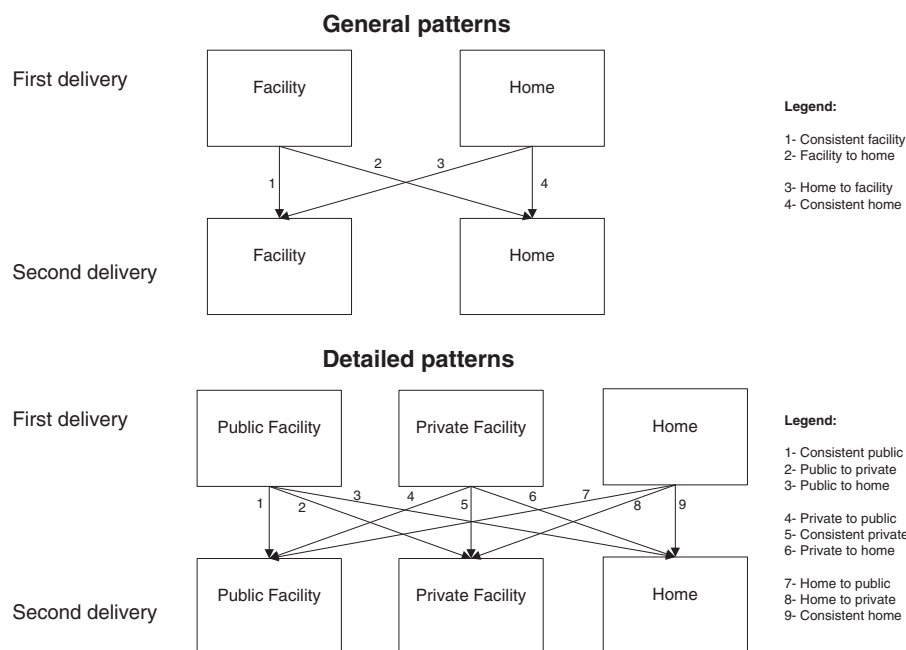 General patterns
First delivery
Facility
Home
Legend:
1- Consistent facility
2- Facility to home
3- Home to facility
4- Consistent home
1
2
3
4
Second delivery
Facility
Home
Detailed patterns
First delivery
Public Facility
Private Facility
Home
Legend:
1- Consistent public
2- Public to private
3- Public to home
4- Private to public
5- Consistent private
6- Private to home
7- Home to public
8- Home to private
9- Consistent home
1
2
3
4
5
6
7
8
9
Second delivery
Public Facility
Private Facility
Home